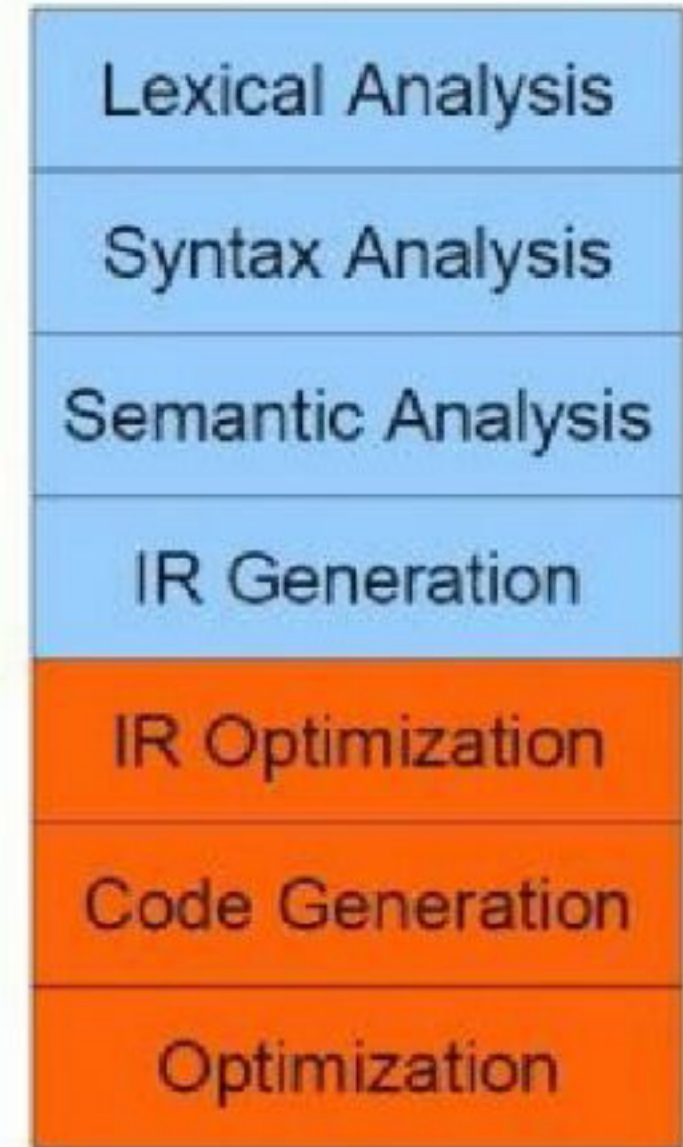 Lexical Analysis
Syntax Analysis
Semantic Analysis
IR Generation
IR Optimization
Code Generation
Optimization